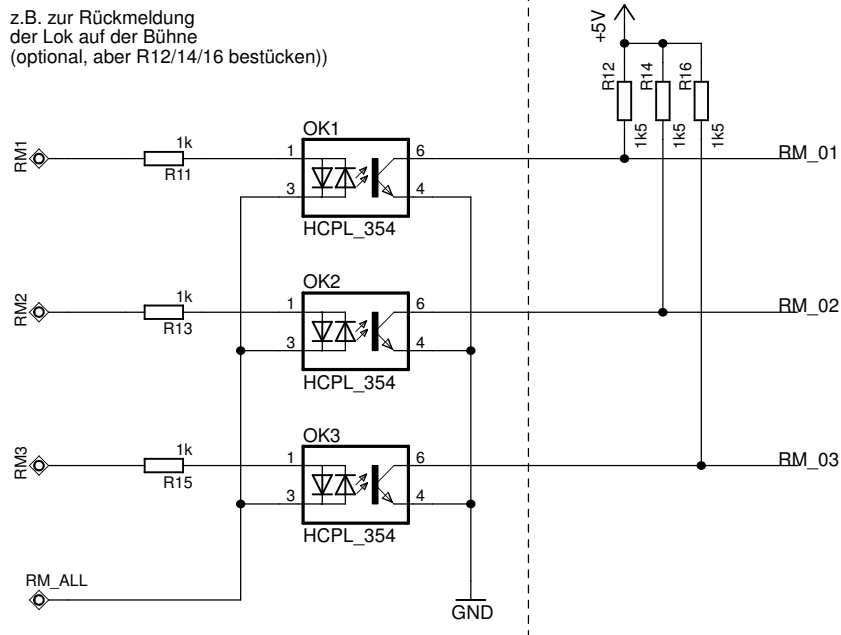 z.B. zur Rückmeldung
der Lok auf der Bühne
(optional, aber R12/14/16 bestücken))
+5V
R12
R14
R16
1k5
1k5
1k5
RM1
1k
R11
OK1
1
3
6
4
HCPL_354
RM_01
RM2
1k
R13
OK2
1
3
6
4
HCPL_354
RM_02
RM3
1k
R15
OK3
1
3
6
4
HCPL_354
RM_03
RM_ALL
GND